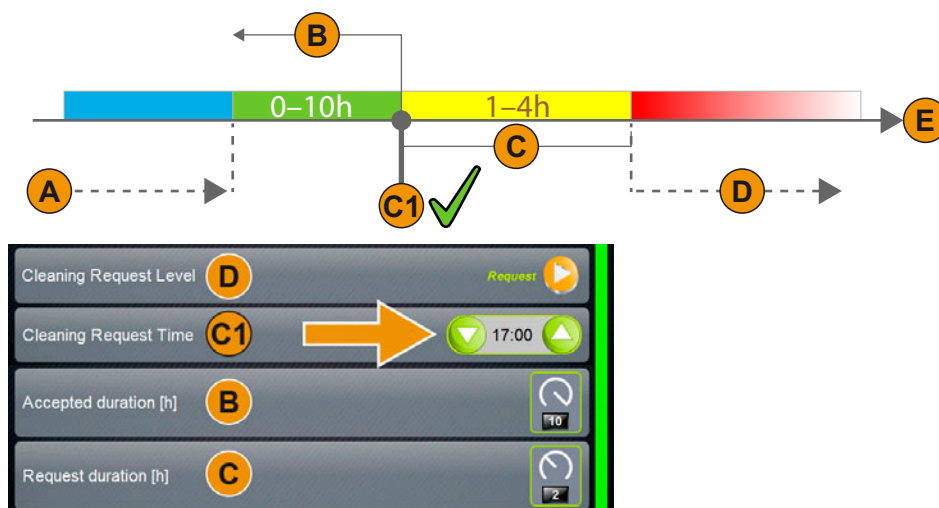 B
0–10h 1–4h
E
C
A
D
C1
Cleaning Request Level D Request
Cleaning Request Time C1 17:00
Accepted duration [h] B 10
Request duration [h] C 2